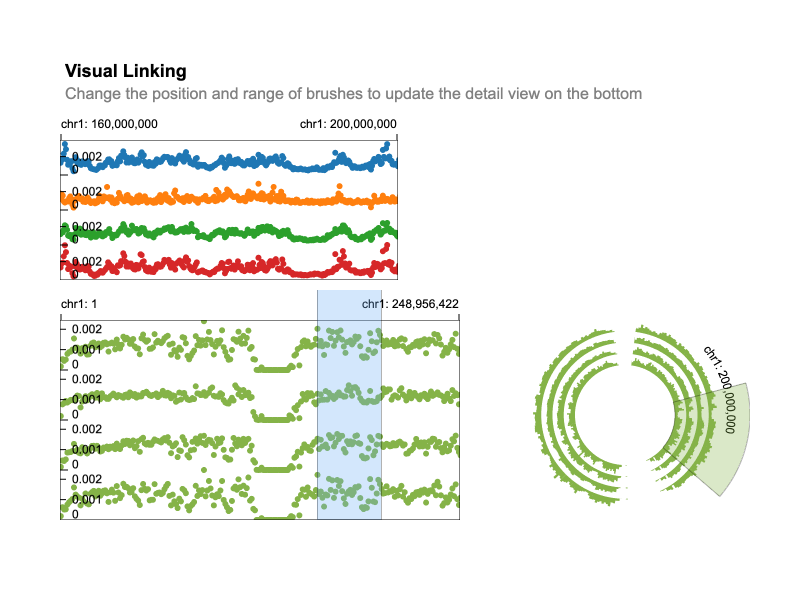 Visual Linking
Change the position and range of brushes to update the detail view on the bottom
chr1: 160,000,000
chr1: 200,000,000
0.002
0
0.002
0
0.002
0
0.002
0
chr1: 1
chr1: 248,956,422
0.002
0.001
0
0.002
0.001
0
0.002
0.001
0
0.002
0.001
0
chr1: 200,000,000